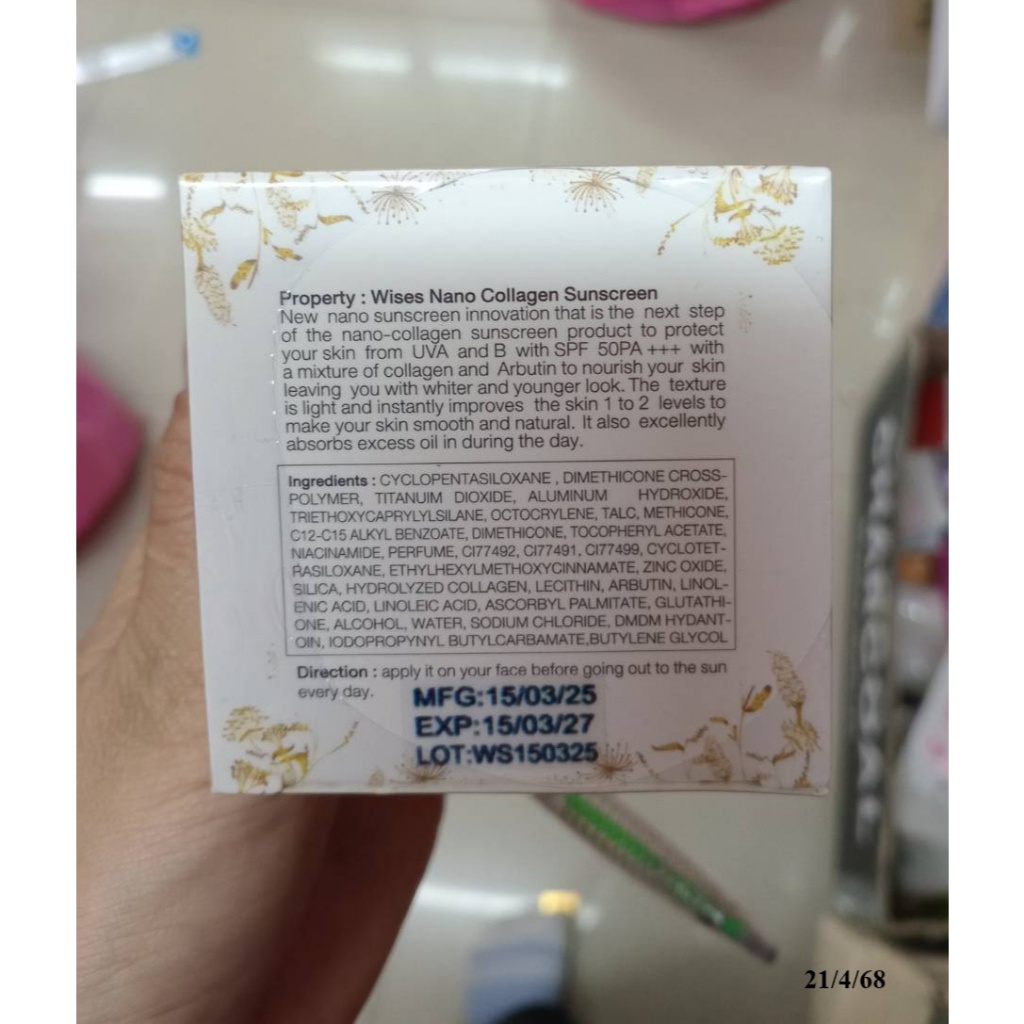 Property : Wises Nano Collagen Sunscreen
New nano sunscreen innovation that is the next step
of the nano-collagen sunscreen product to protect
your skin from UVA and B with SPF 50PA +++ with
a mixture of collagen and Arbutin to nourish your skin
leaving you with whiter and younger look. The texture
is light and instantly improves the skin 1 to 2 levels to
make your skin smooth and natural. It also excellently
absorbs excess oil in during the day.
Ingredients : CYCLOPENTASILOXANE , DIMETHICONE CROSS-
POLYMER, TITANUIM DIOXIDE, ALUMINUM HYDROXIDE,
TRIETHOXYCAPRYLYLSILANE, OCTOCRYLENE, TALC, METHICONE,
C12-C15 ALKYL BENZOATE, DIMETHICONE, TOCOPHERYL ACETATE,
NIACINAMIDE, PERFUME, CI77492, CI77491, CI77499, CYCLOTET-
RASILOXANE, ETHYLHEXYLMETHOXYCINNAMATE, ZINC OXIDE,
SILICA, HYDROLYZED COLLAGEN, LECITHIN, ARBUTIN, LINOL-
ENIC ACID, LINOLEIC ACID, ASCORBYL PALMITATE, GLUTATHI-
ONE, ALCOHOL, WATER, SODIUM CHLORIDE, DMDM HYDANT-
OIN, IODOPROPYNYL BUTYLCARBAMATE,BUTYLENE GLYCOL
Direction : apply it on your face before going out to the sun
every day.
MFG:15/03/25
EXP:15/03/27
LOT:WS150325
21/4/68